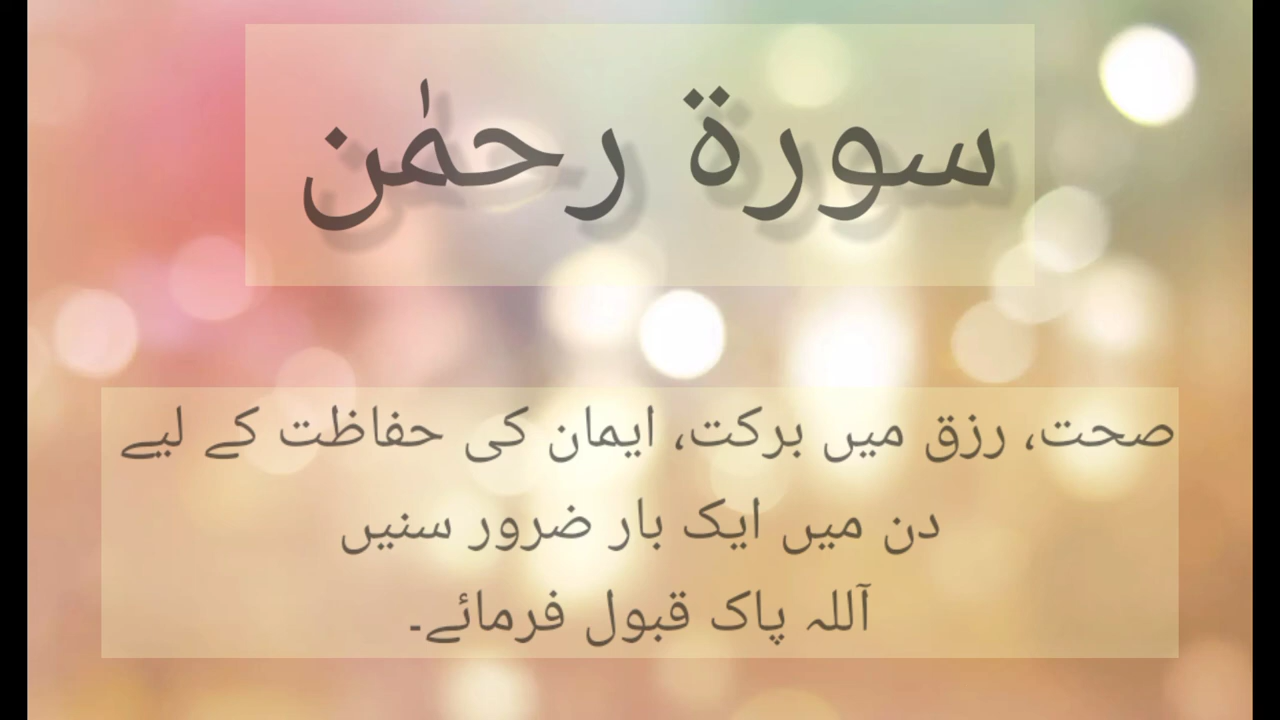 سورۃ رحمٰن
صحت، رزق میں برکت، ایمان کی حفاظت کے لیے
دن میں ایک بار ضرور سنیں
آللہ پاک قبول فرمائے۔